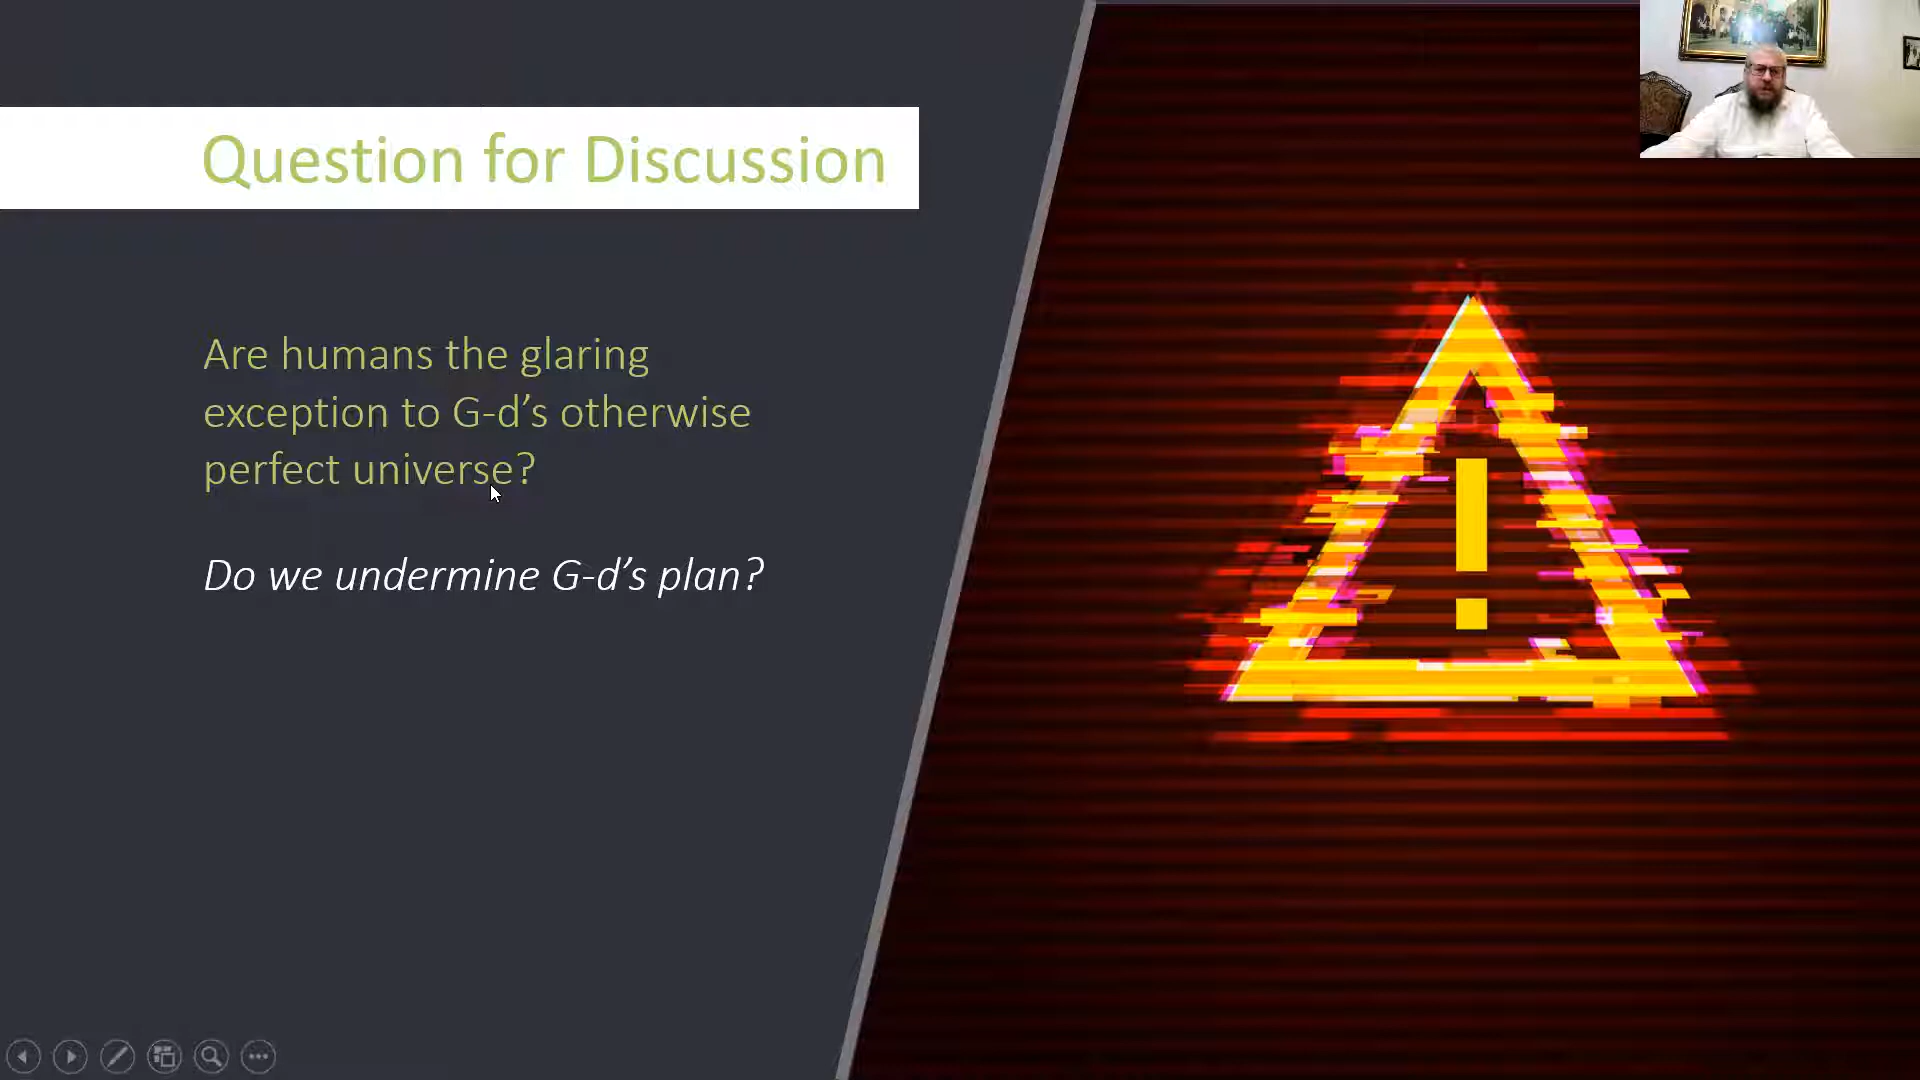 Question for Discussion
Are humans the glaring
exception to G-d’s otherwise
perfect universe?
Do we undermine G-d’s plan?